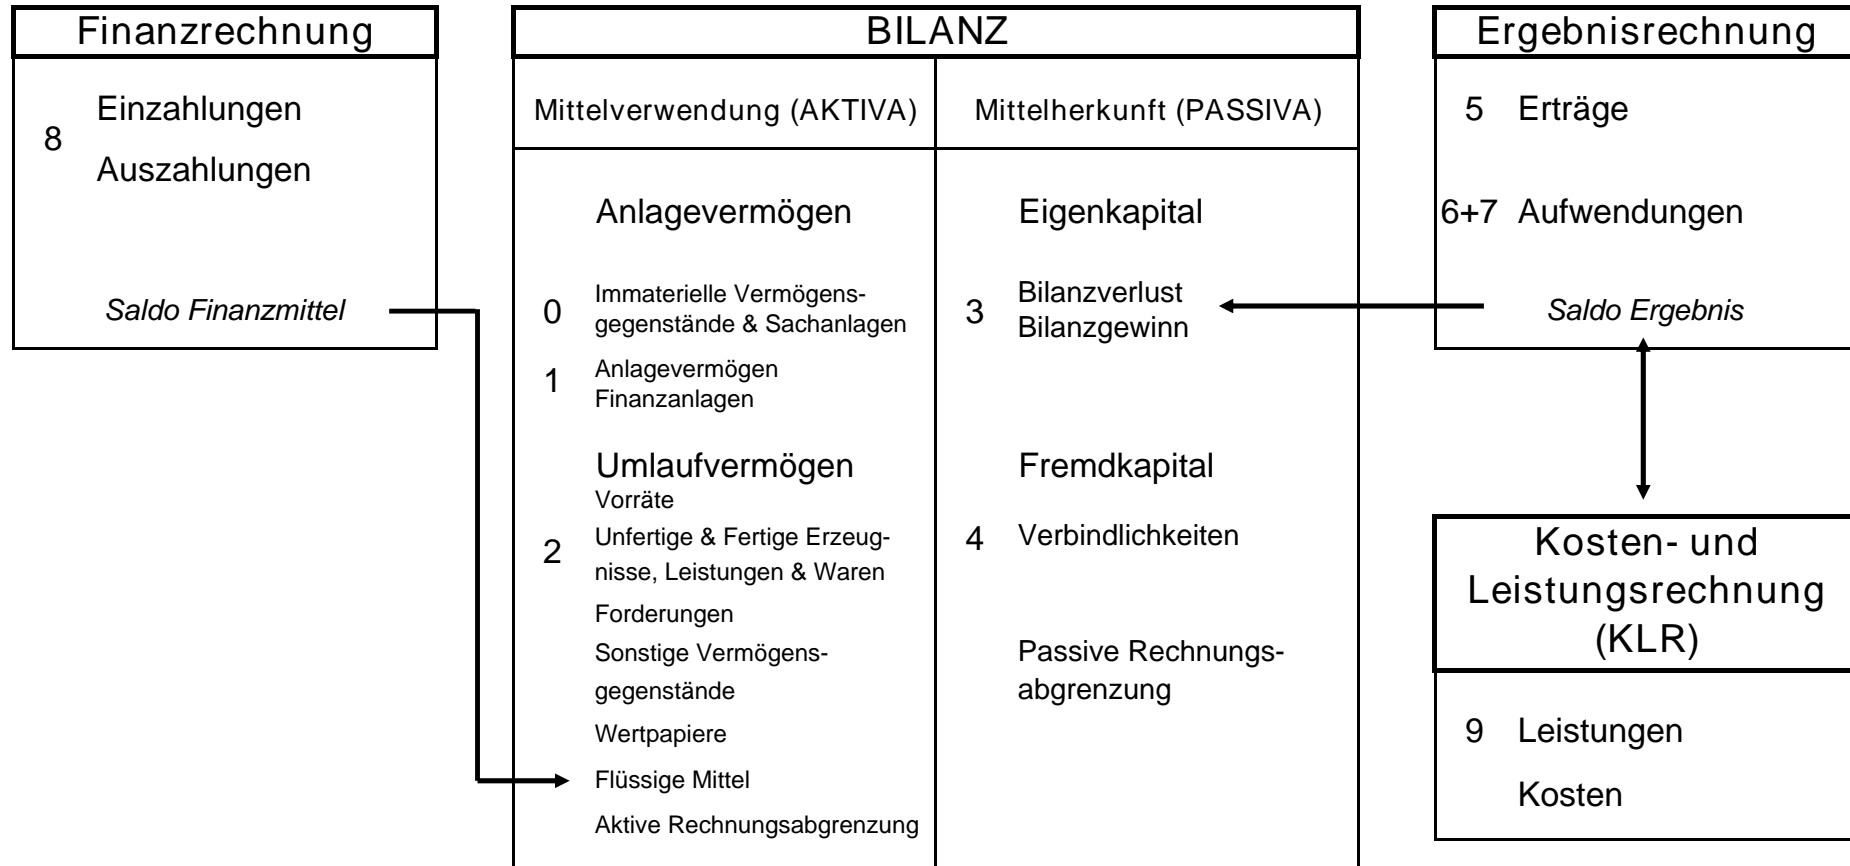 Finanzrechnung
8
Einzahlungen
Auszahlungen
Saldo Finanzmittel
BILANZ
Mittelverwendung (AKTIVA)
Mittelherkunft (PASSIVA)
Anlagevermögen
0
Immaterielle Vermögens-
gegenstände & Sachanlagen
1
Anlagevermögen
Finanzanlagen
Umlaufvermögen
Vorräte
2
Unfertige & Fertige Erzeug-
nisse, Leistungen & Waren
Forderungen
Sonstige Vermögens-
gegenstände
Wertpapiere
Flüssige Mittel
Aktive Rechnungsabgrenzung
Eigenkapital
3
Bilanzverlust
Bilanzgewinn
Fremdkapital
4 Verbindlichkeiten
Passive Rechnungs-
abgrenzung
Ergebnisrechnung
5 Erträge
6+7 Aufwendungen
Saldo Ergebnis
Kosten- und
Leistungsrechnung
(KLR)
9 Leistungen
Kosten